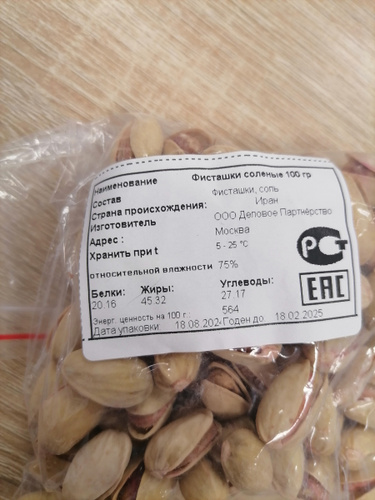 Наименование Фисташки соленые 100 гр
Состав Фисташки, соль
Страна происхождения: Иран
Изготовитель ООО Деловое Партнёрство
Адрес : Москва
Хранить при t 5 - 25 °C
относительной влажности 75%
Белки: Жиры: Углеводы:
20.16 45.32 27.17
Энерг. ценность на 100 г.: 564
Дата упаковки 18.08.202 Годен до: 18.02.2025
РСТ
EAC